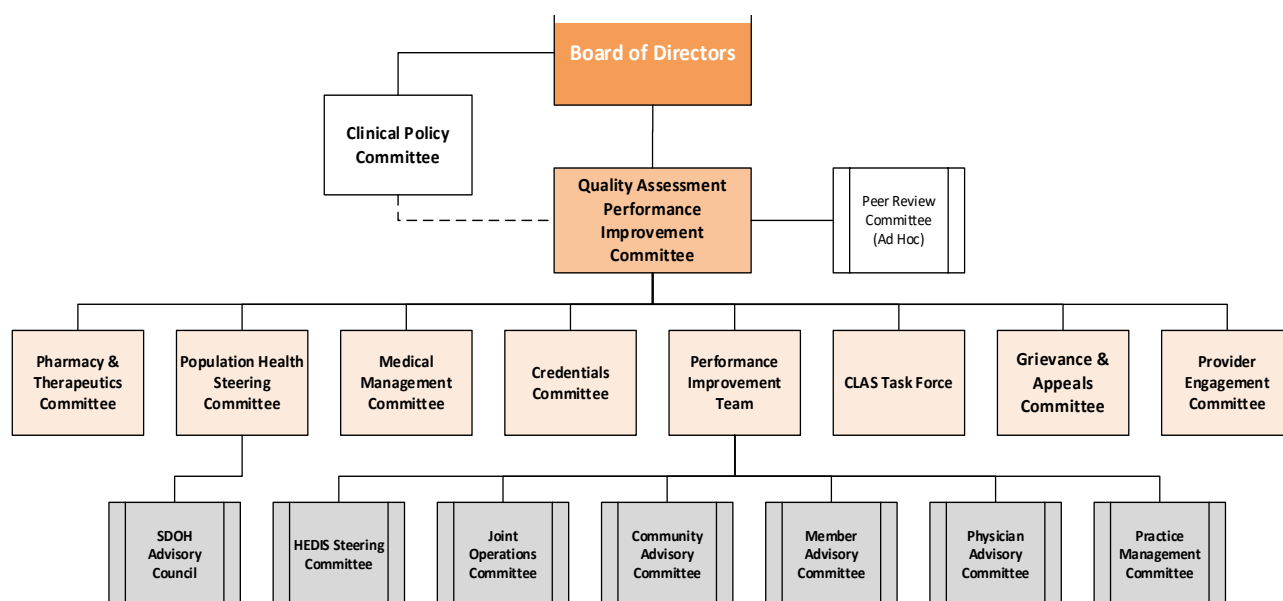 Board of Directors
Clinical Policy
Committee
Quality Assessment
Performance
Improvement
Committee
Peer Review
Committee
(Ad Hoc)
Pharmacy &
Therapeutics
Committee
Population Health
Steering
Committee
Medical
Management
Committee
Credentials
Committee
Performance
Improvement
Team
CLAS Task Force
Grievance &
Appeals
Committee
Provider
Engagement
Committee
SDOH
Advisory
Council
HEDIS Steering
Committee
Joint
Operations
Committee
Community
Advisory
Committee
Member
Advisory
Committee
Physician
Advisory
Committee
Practice
Management
Committee